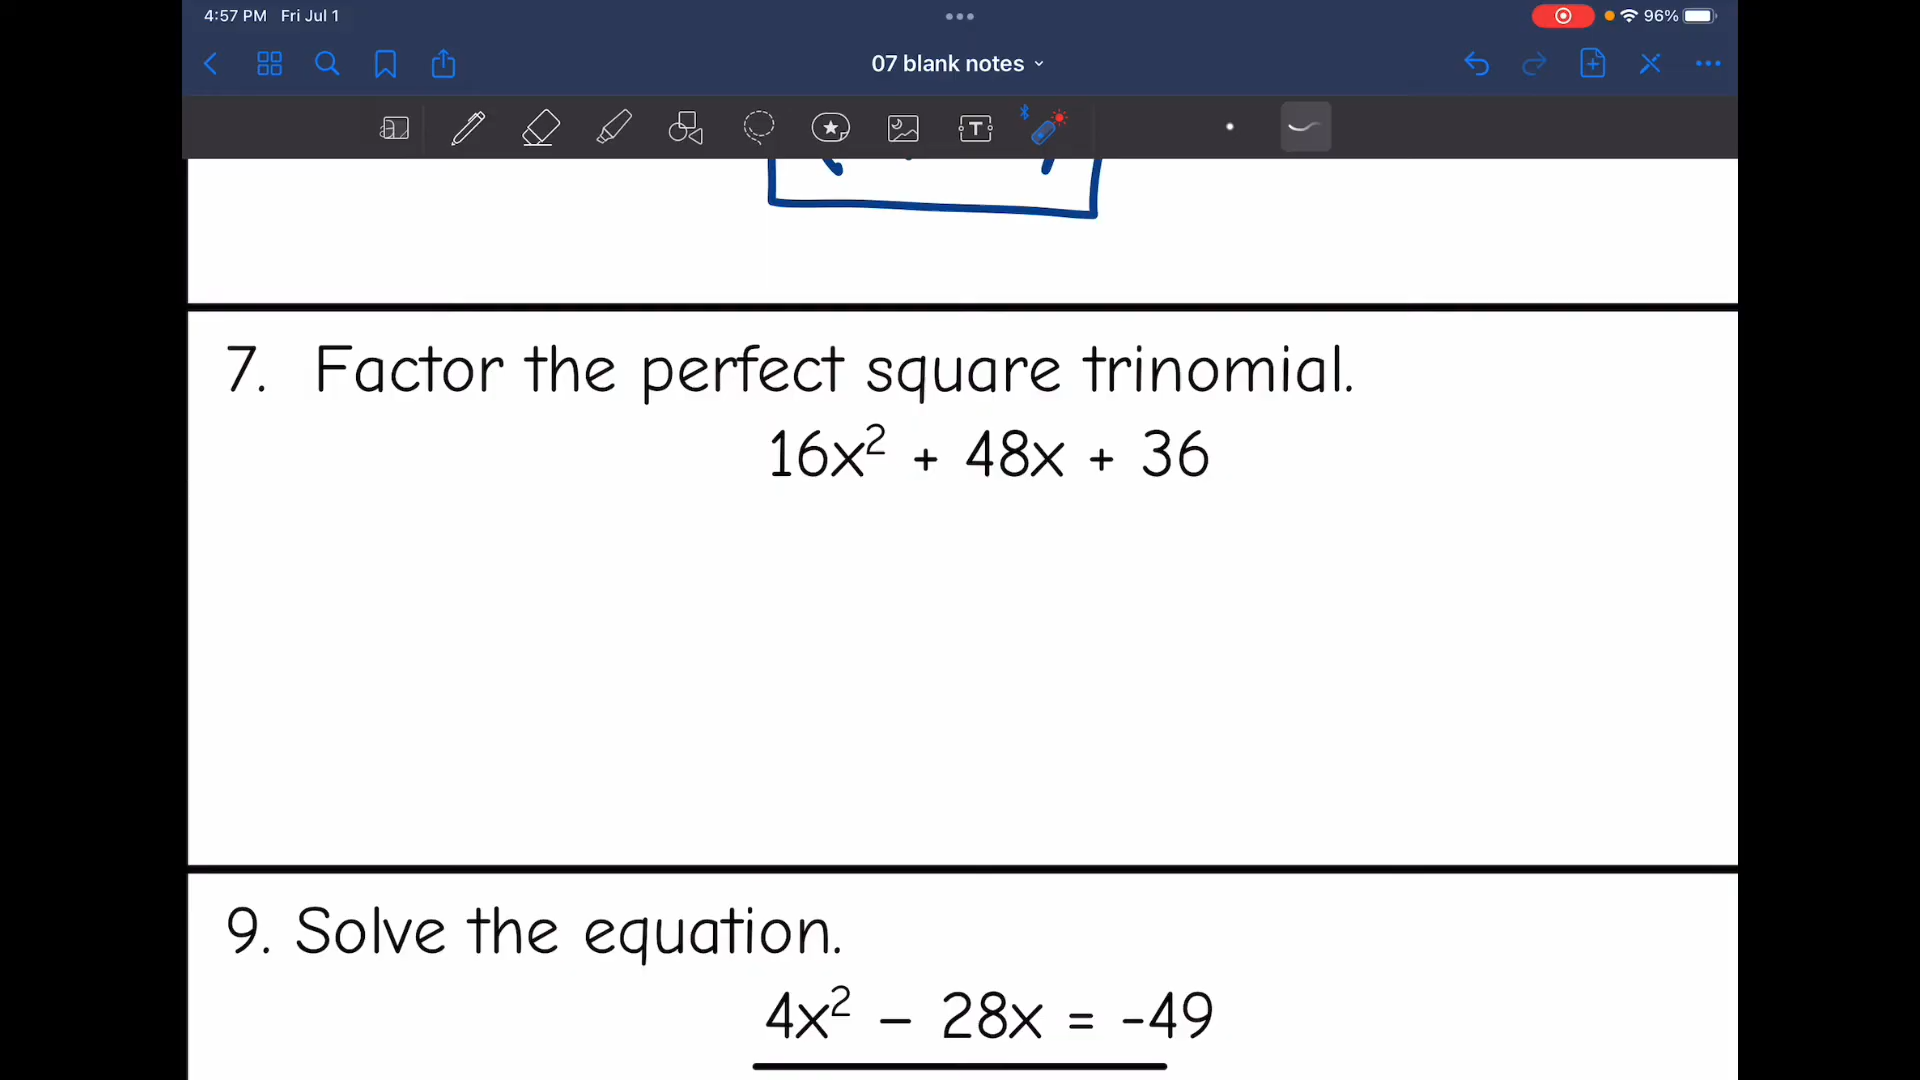 4:57 PM Fri Jul 1
96%
07 blank notes
T
7. Factor the perfect square trinomial.
16x² + 48x + 36
9. Solve the equation.
4x² – 28x = -49